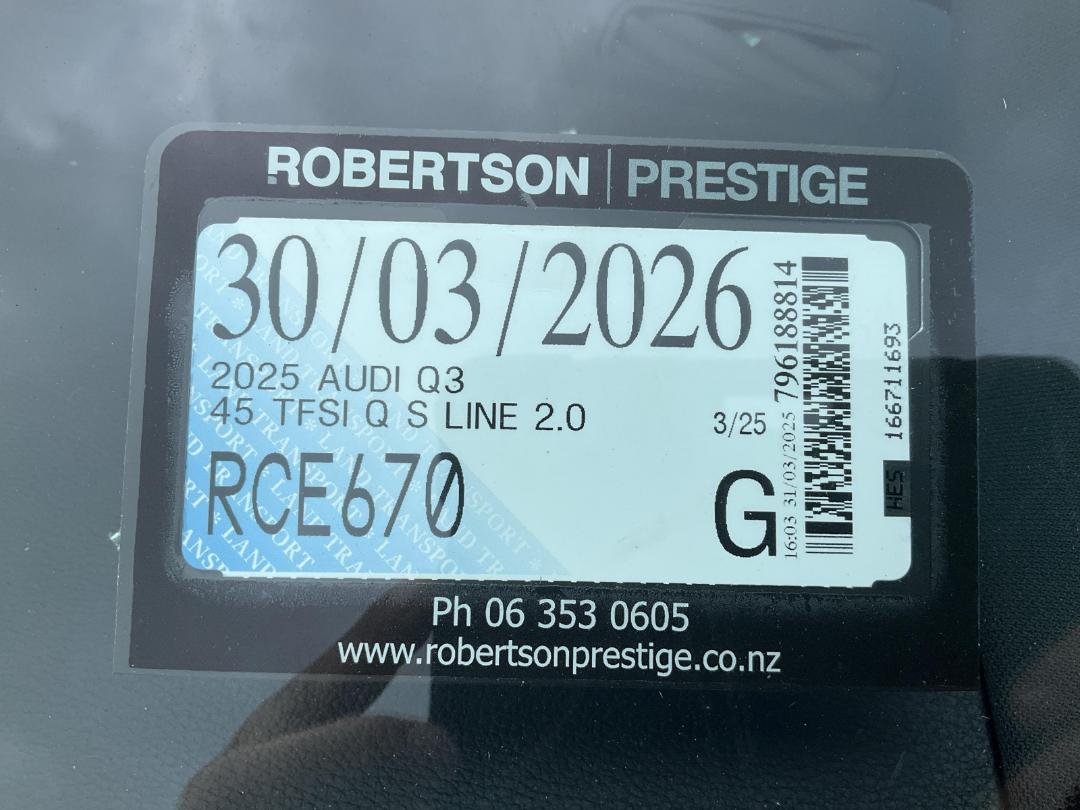 ROBERTSON | PRESTIGE
30/03/2026
2025 AUDI Q3
45 TFSI Q S LINE 2.0
3/25
RCE670
G
16:03 31/03/2025 796188814
HES 166711693
Ph 06 353 0605
www.robertsonprestige.co.nz